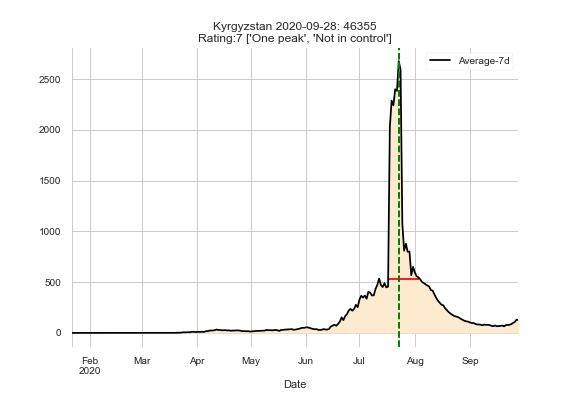 Kyrgyzstan 2020-09-28: 46355
Rating:7 ['One peak', 'Not in control']
Average-7d
2500
2000
1500
1000
500
0
Feb Mar Apr May Jun Jul Aug Sep
2020
Date